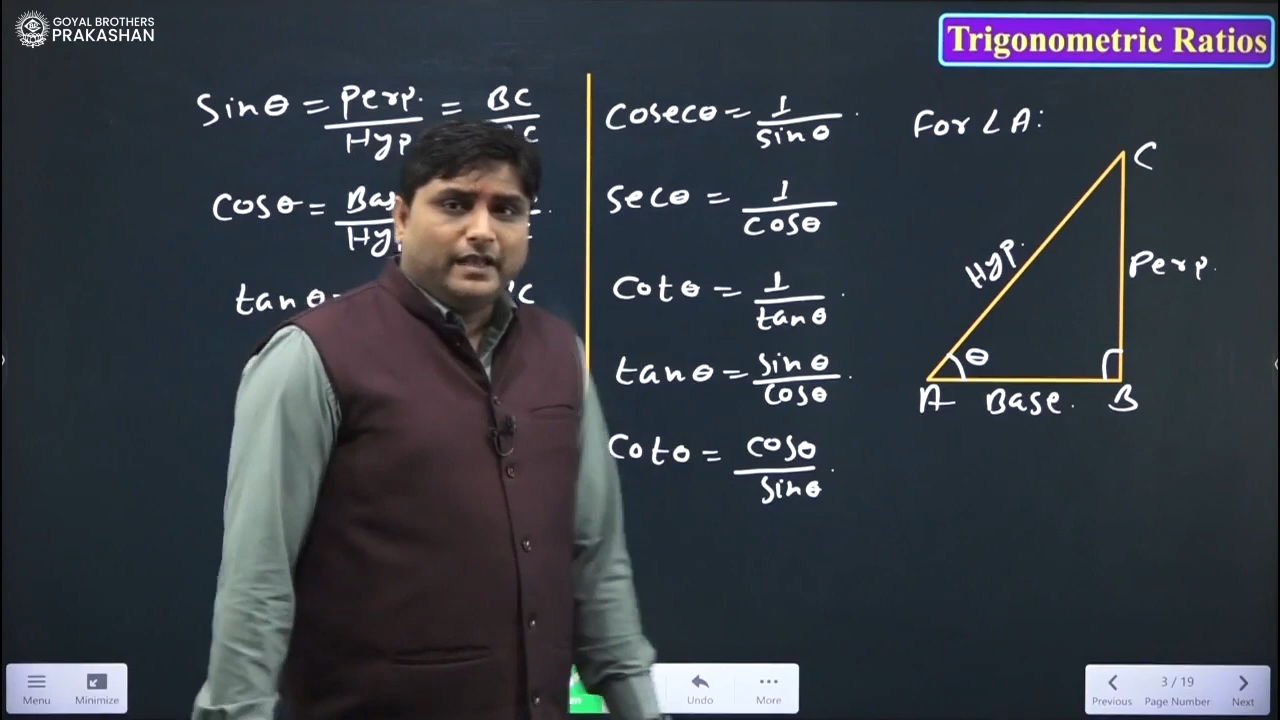 GOYAL BROTHERS
PRAKASHAN
Trigonometric Ratios
Sinθ = Perp. / Hyp = BC / C
Cosθ = Bas / Hy
tanθ = C
Cosecθ = 1 / sinθ
Secθ = 1 / cosθ
Cotθ = 1 / tanθ
tanθ = Sinθ / Cosθ
Cotθ = Cosθ / Sinθ
For ∠A:
C
Hyp.
Perp.
θ
A Base. B
Menu
Minimize
Undo
More
3 / 19
Previous Page Number Next